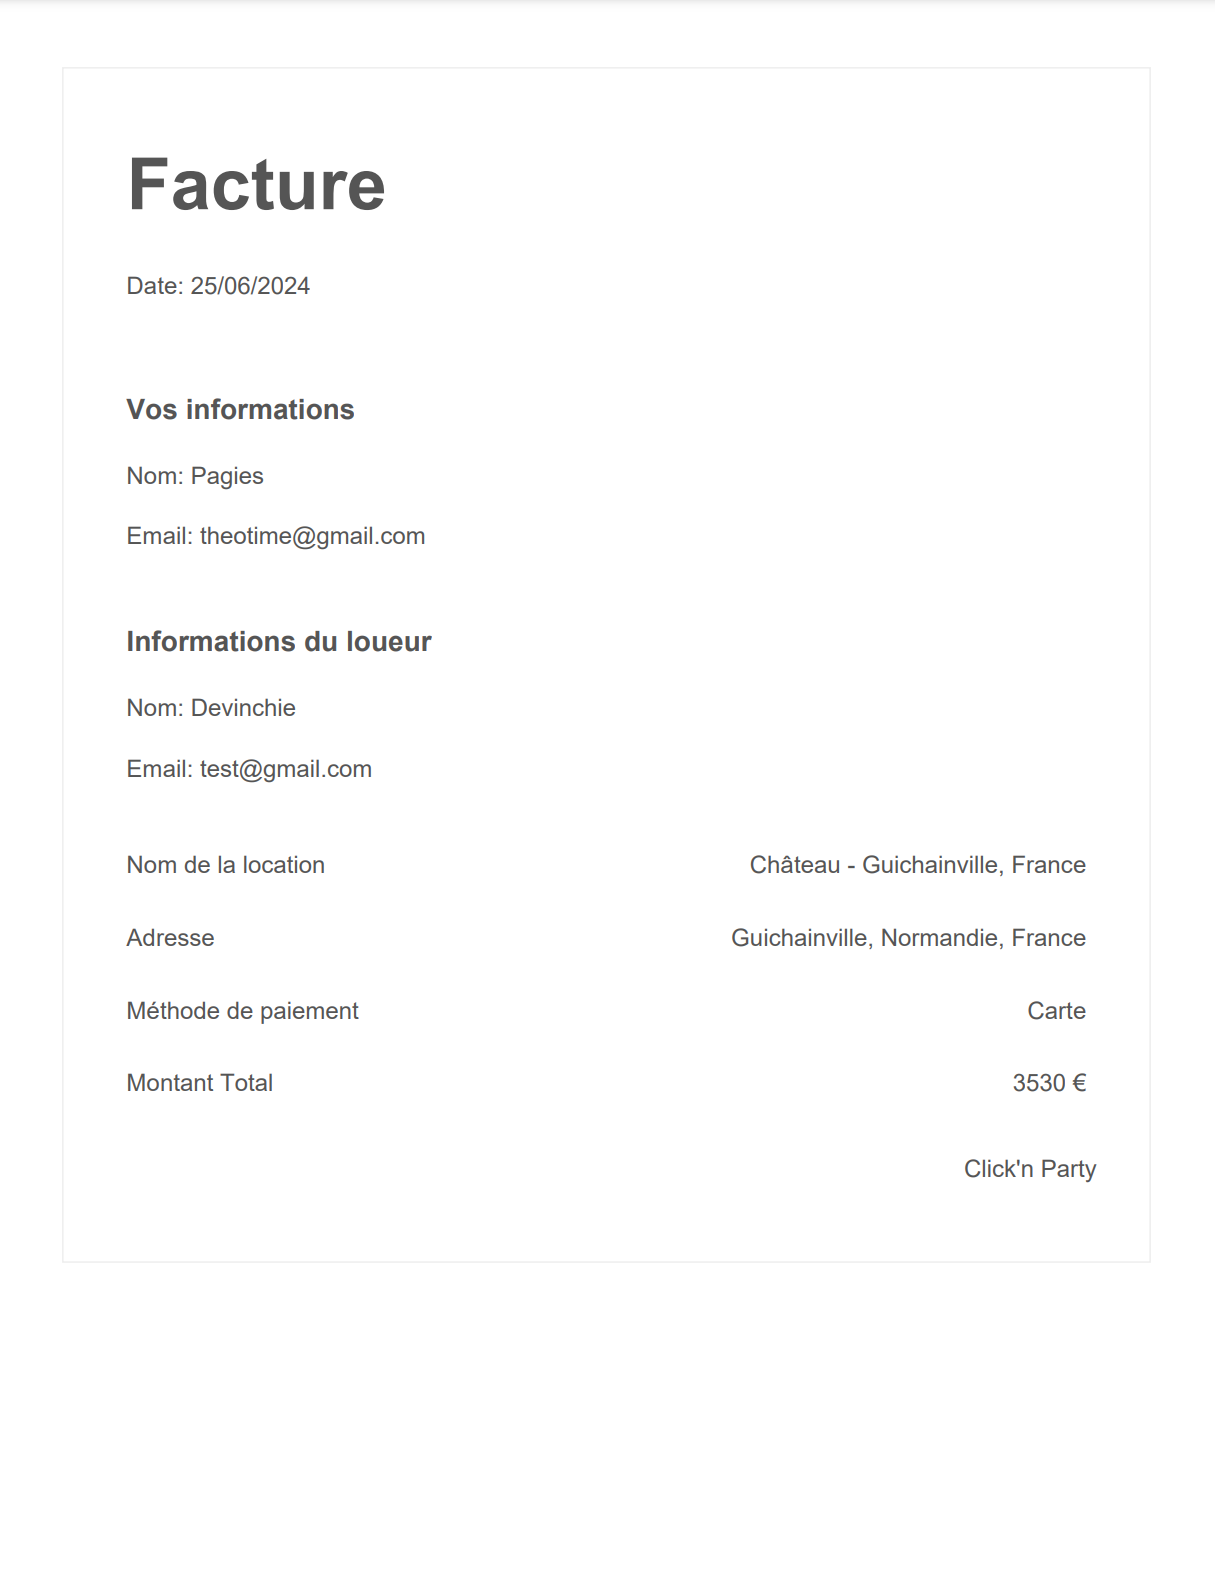 Facture
Date: 25/06/2024
Vos informations
Nom: Pagies
Email: theotime@gmail.com
Informations du loueur
Nom: Devinchie
Email: test@gmail.com
Nom de la location Château - Guichainville, France
Adresse Guichainville, Normandie, France
Méthode de paiement Carte
Montant Total 3530 €
Click'n Party